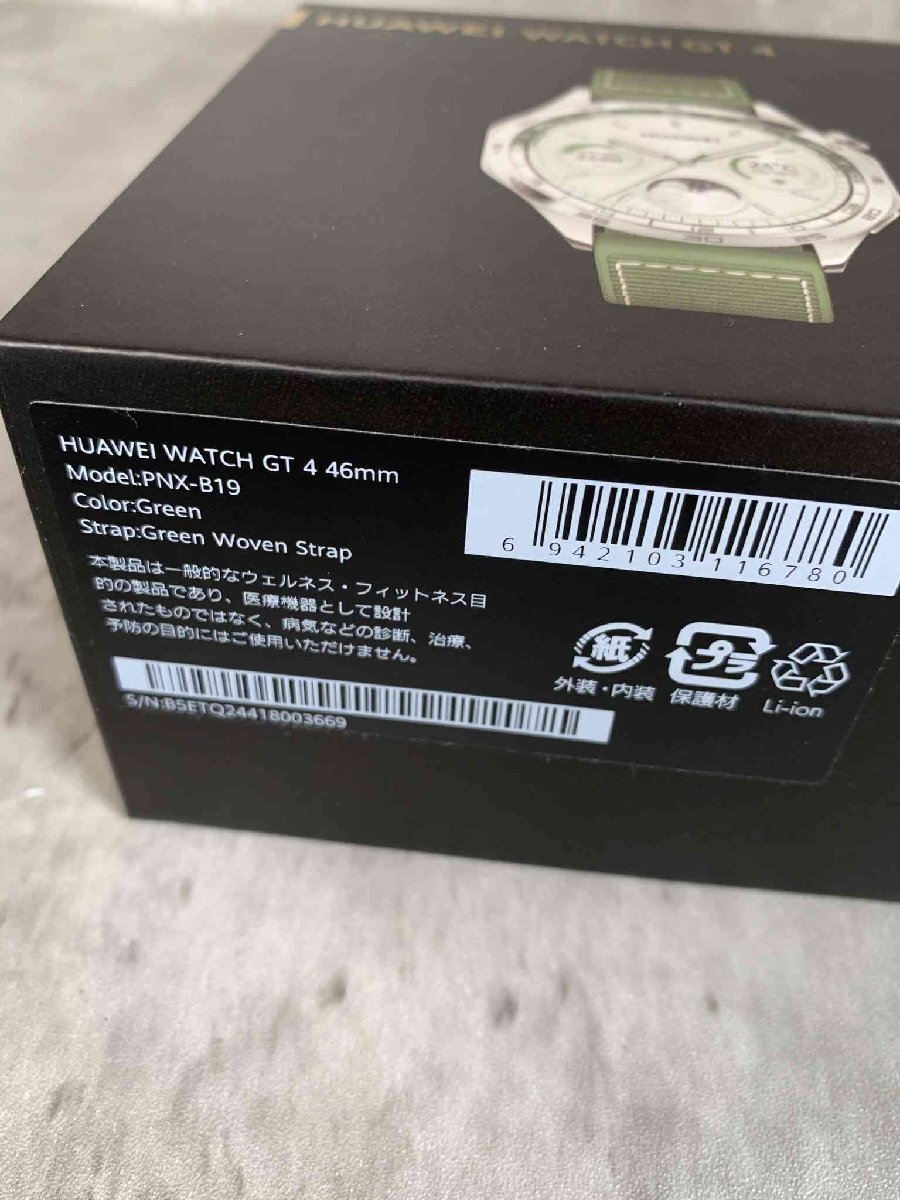 HUAWEI WATCH GT 4
HUAWEI
HUAWEI WATCH GT 4 46mm
Model:PNX-B19
Color:Green
Strap:Green Woven Strap
本製品は一般的なウェルネス・フィットネス目
的の製品であり、医療機器として設計
されたものではなく、病気などの診断、治療、
予防の目的にはご使用いただけません。
S/N:B5ETQ24418003669
6 942103 116780
紙
外装・内装
プラ
保護材
Li-ion